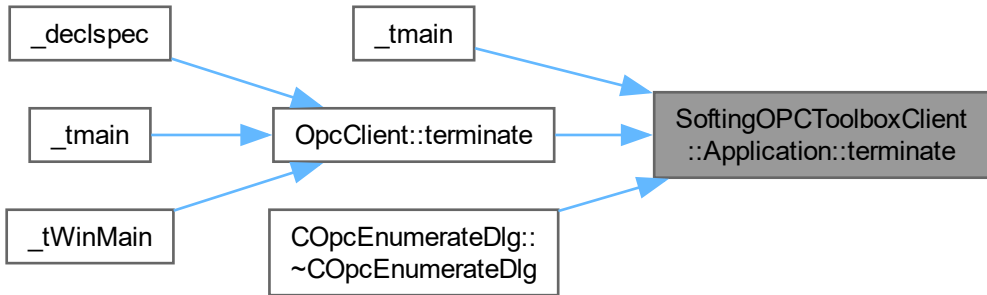 _declspec
_tmain
_tmain
OpcClient::terminate
SoftingOPCToolboxClient
::Application::terminate
_tWinMain
COpcEnumerateDlg::
~COpcEnumerateDlg